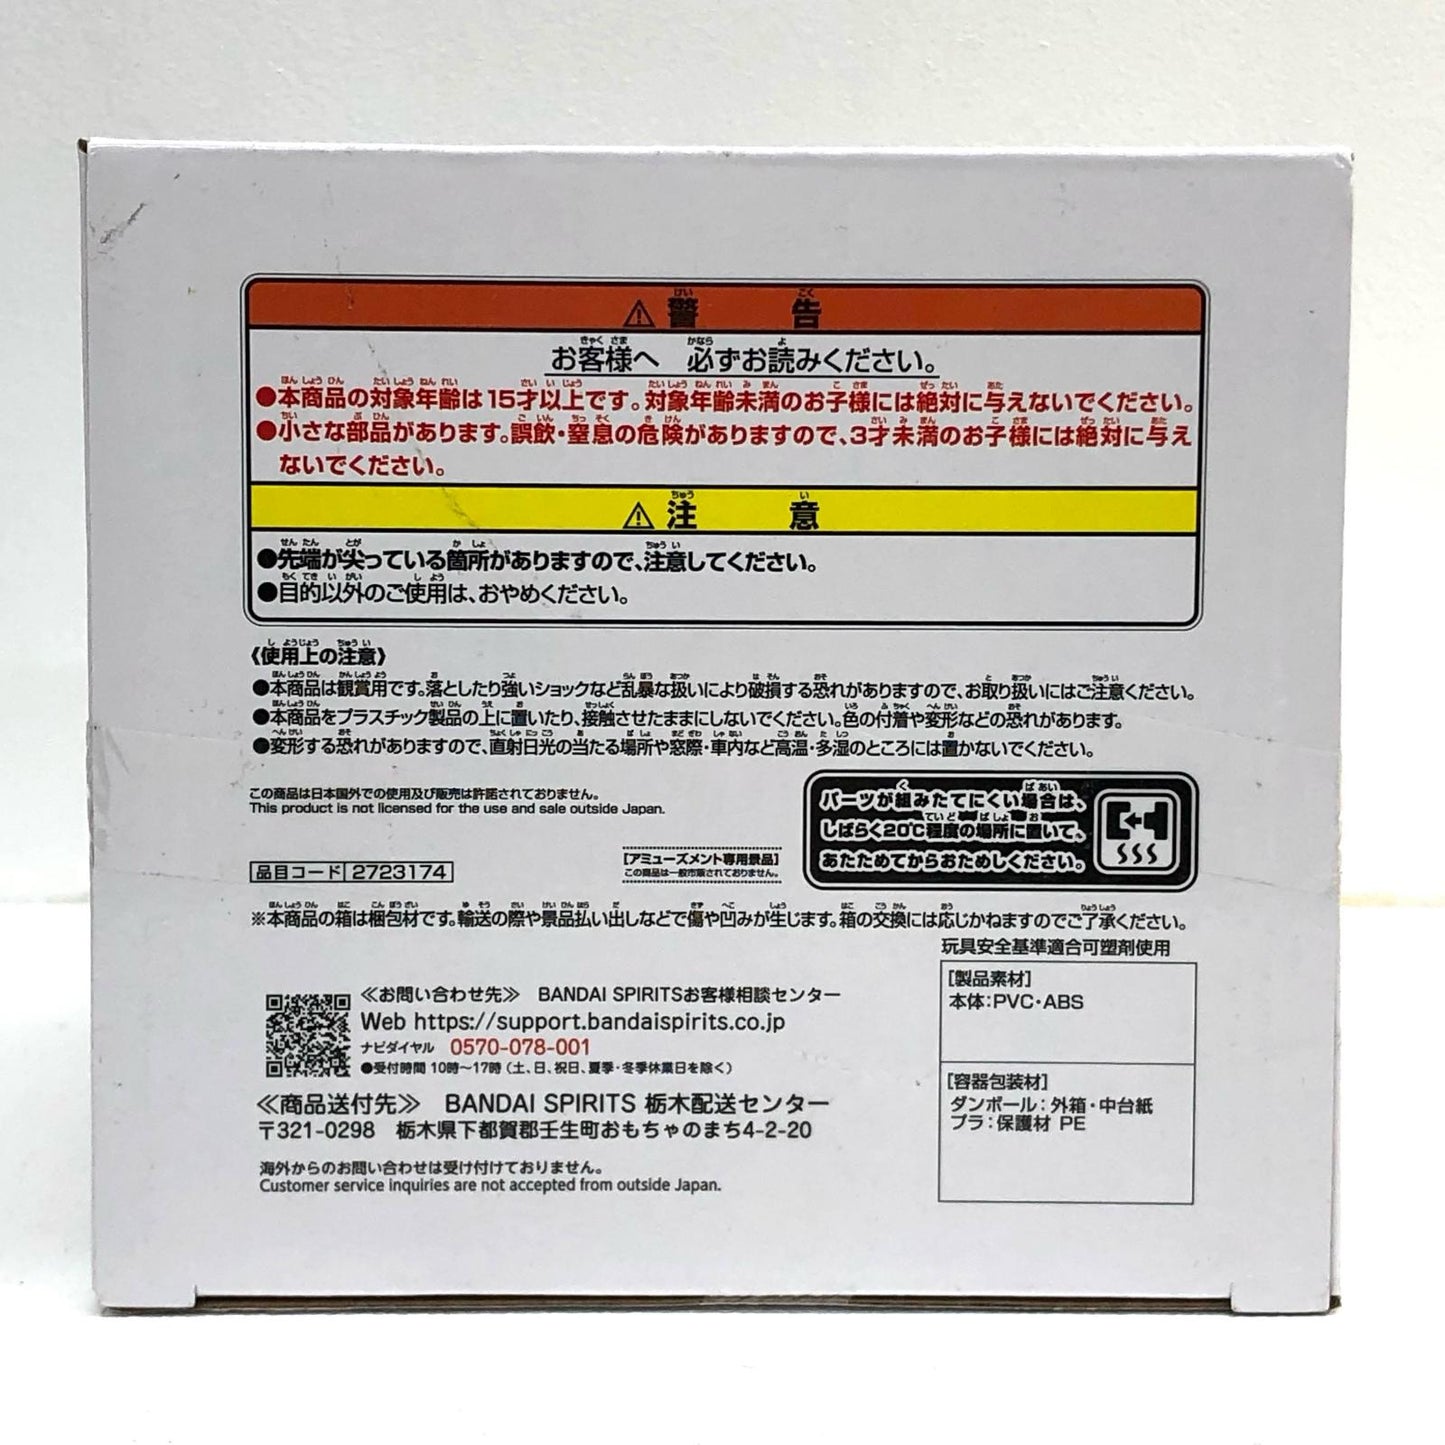 ⚠警告
お客様へ 必ずお読みください。
●本商品の対象年齢は15才以上です。対象年齢未満のお子様には絶対に与えないでください。
●小さな部品があります。誤飲・窒息の危険がありますので、3才未満のお子様には絶対に与え
ないでください。
⚠注意
●先端が尖っている箇所がありますので、注意してください。
●目的以外のご使用は、おやめください。
《使用上の注意》
●本商品は観賞用です。落としたり強いショックなど乱暴な扱いにより破損する恐れがありますので、お取り扱いにはご注意ください。
●本商品をプラスチック製品の上に置いたり、接触させたままにしないでください。色の付着や変形などの恐れがあります。
●変形する恐れがありますので、直射日光の当たる場所や窓際・車内など高温・多湿のところには置かないでください。
この商品は日本国外での使用及び販売は許諾されておりません。
This product is not licensed for the use and sale outside Japan.
パーツが組みたてにくい場合は、
しばらく20℃程度の場所に置いて、
あたためてからおためしください。
[アミューズメント専用景品]
この商品は一般市販されておりません。
品目コード 2723174
※本商品の箱は梱包材です。輸送の際や景品払い出しなどで傷や凹みが生じます。箱の交換には応じかねますのでご了承ください。
玩具安全基準適合可塑剤使用
[製品素材]
本体:PVC・ABS
[容器包装材]
ダンボール:外箱・中台紙
プラ:保護材 PE
≪お問い合わせ先≫ BANDAI SPIRITSお客様相談センター
Web https://support.bandaispirits.co.jp
ナビダイヤル 0570-078-001
●受付時間 10時〜17時(土、日、祝日、夏季・冬季休業日を除く)
≪商品送付先≫ BANDAI SPIRITS 栃木配送センター
〒321-0298 栃木県下都賀郡壬生町おもちゃのまち4-2-20
海外からのお問い合わせは受け付けておりません。
Customer service inquiries are not accepted from outside Japan.